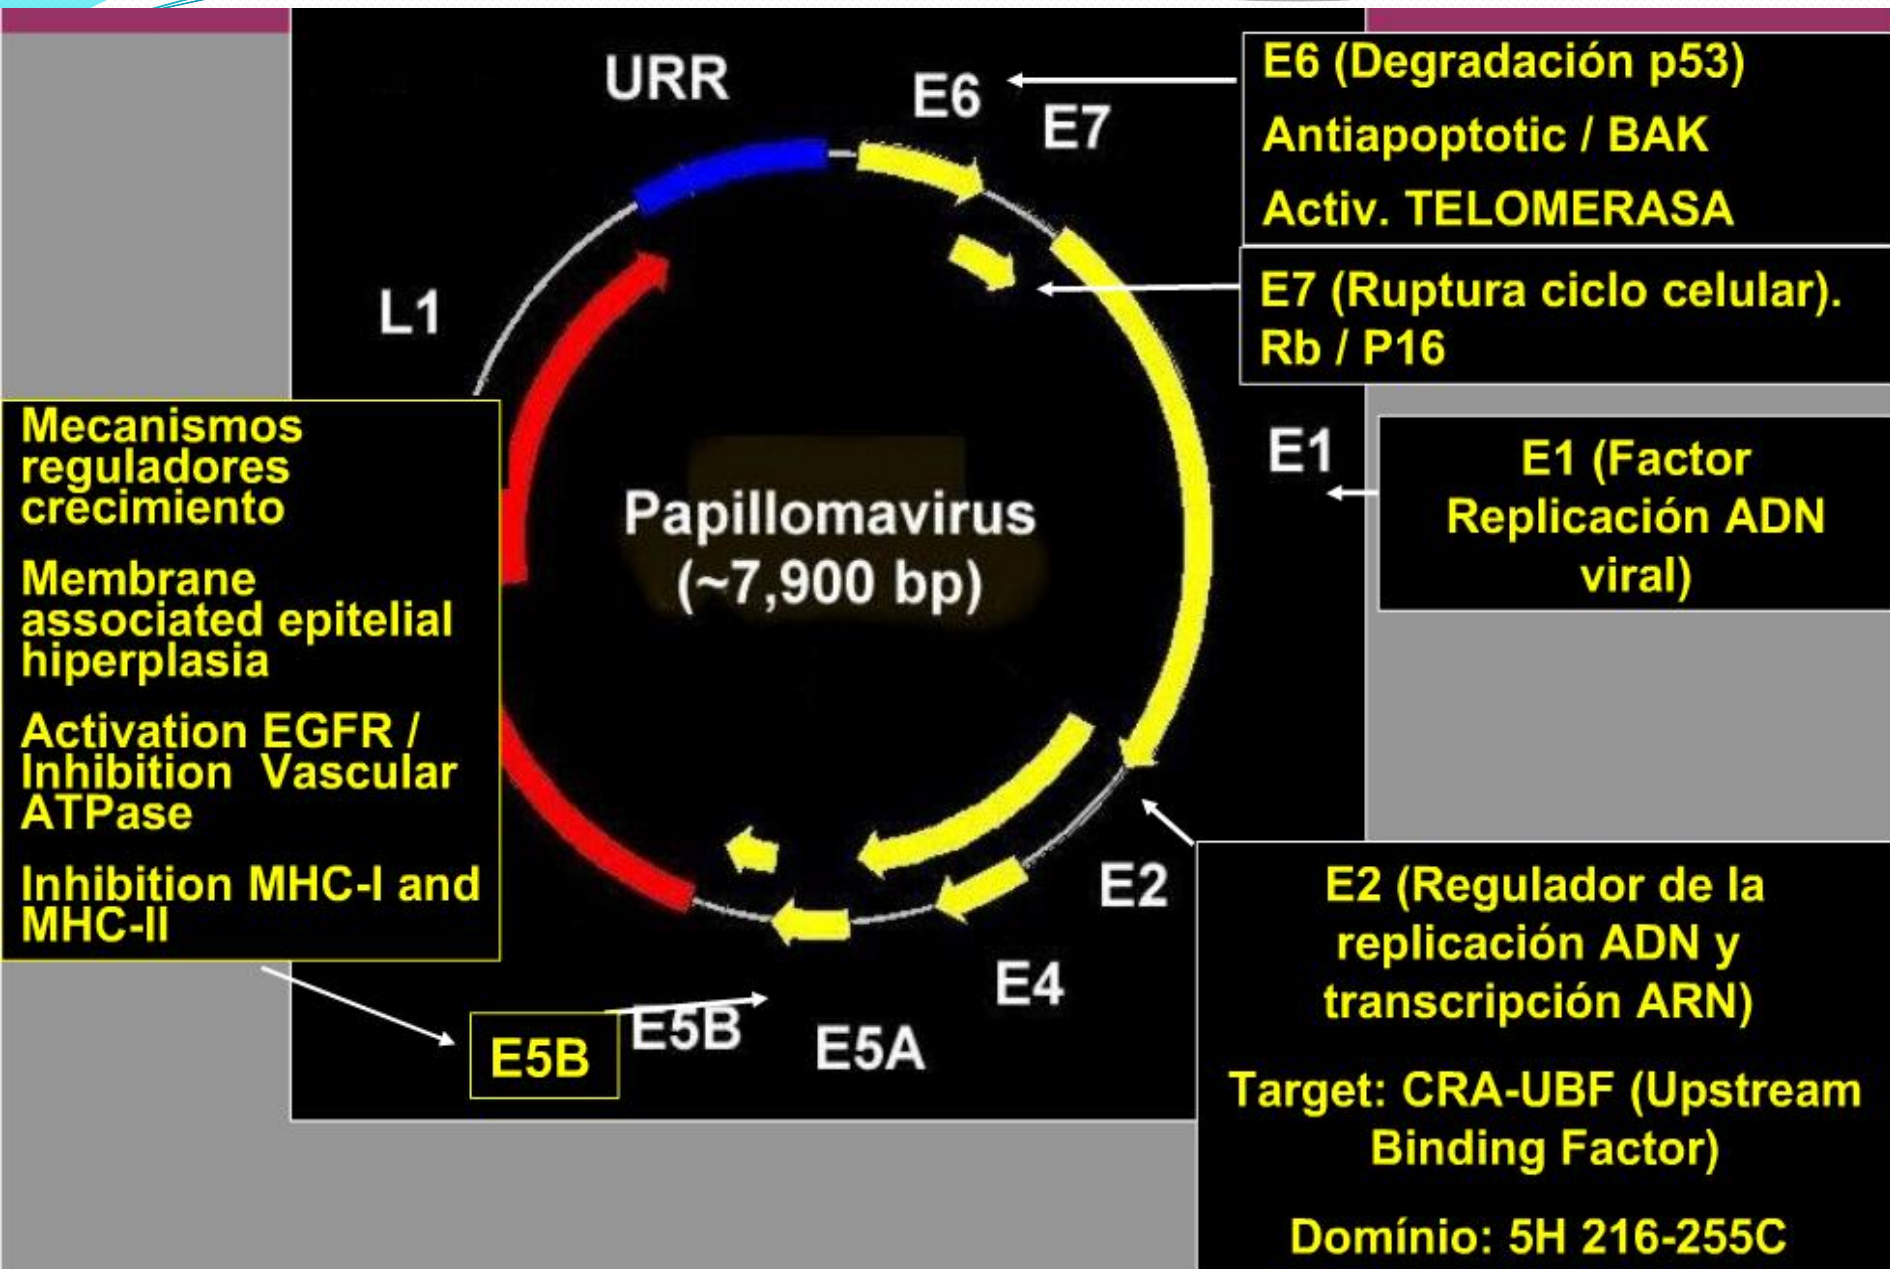 URR
E6
E7
L1
E1
Papillomavirus
(~7,900 bp)
E2
E4
E5B
E5A
E6 (Degradación p53)
Antiapoptotic / BAK
Activ. TELOMERASA
E7 (Ruptura ciclo celular).
Rb / P16
E1 (Factor
Replicación ADN
viral)
Mecanismos
reguladores
crecimiento
Membrane
associated epitelial
hiperplasia
Activation EGFR /
Inhibition Vascular
ATPase
Inhibition MHC-I and
MHC-II
E5B
E2 (Regulador de la
replicación ADN y
transcripción ARN)
Target: CRA-UBF (Upstream
Binding Factor)
Domínio: 5H 216-255C